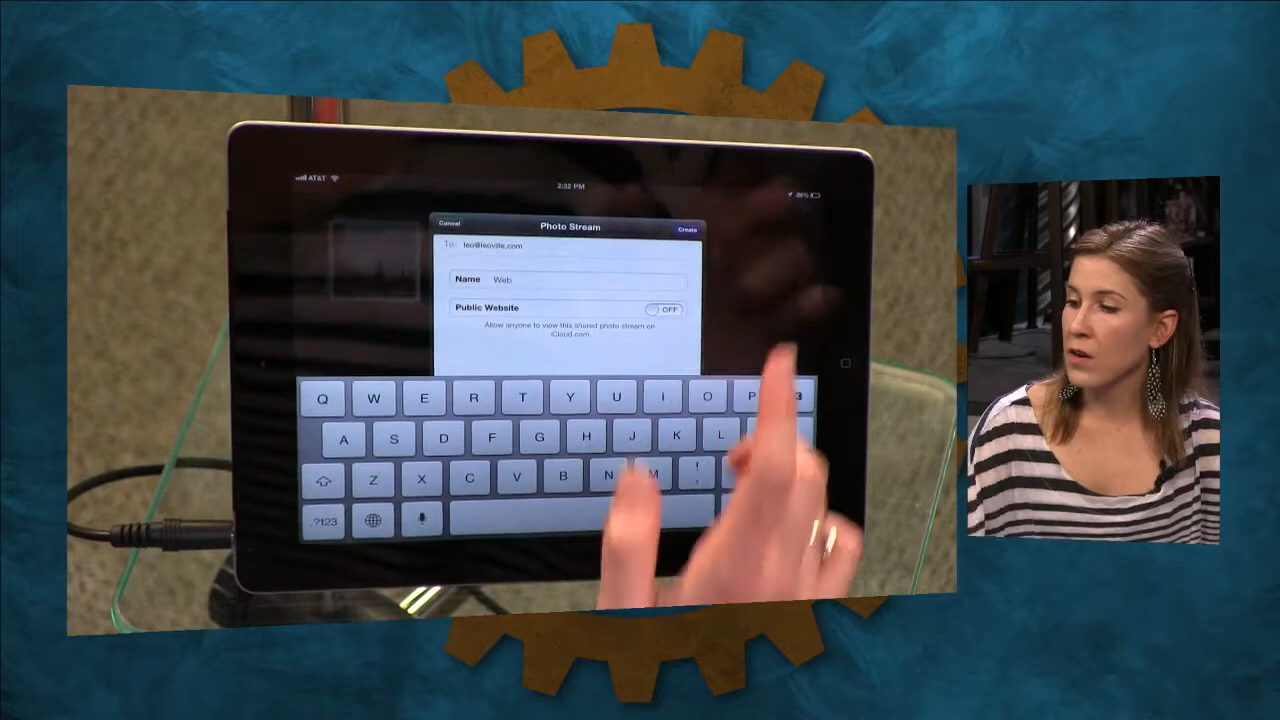 AT&T
2:32 PM
Cancel
Photo Stream
Create
To: leo@leoville.com
Name Web
Public Website OFF
Allow anyone to view this shared photo stream on
iCloud.com.
Q W E R T Y U I O P
A S D F G H J K L
Z X C V B N M ! ,
.?123